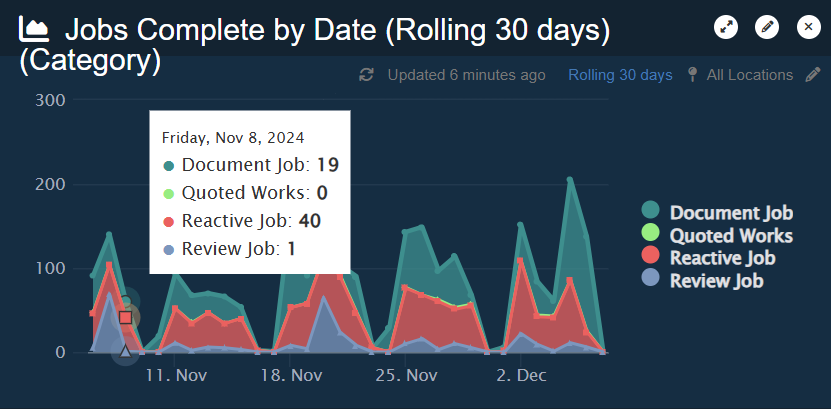 Jobs Complete by Date (Rolling 30 days)
(Category)
Updated 6 minutes ago Rolling 30 days All Locations
300
200
100
0
Friday, Nov 8, 2024
Document Job: 19
Quoted Works: 0
Reactive Job: 40
Review Job: 1
Document Job
Quoted Works
Reactive Job
Review Job
11. Nov 18. Nov 25. Nov 2. Dec